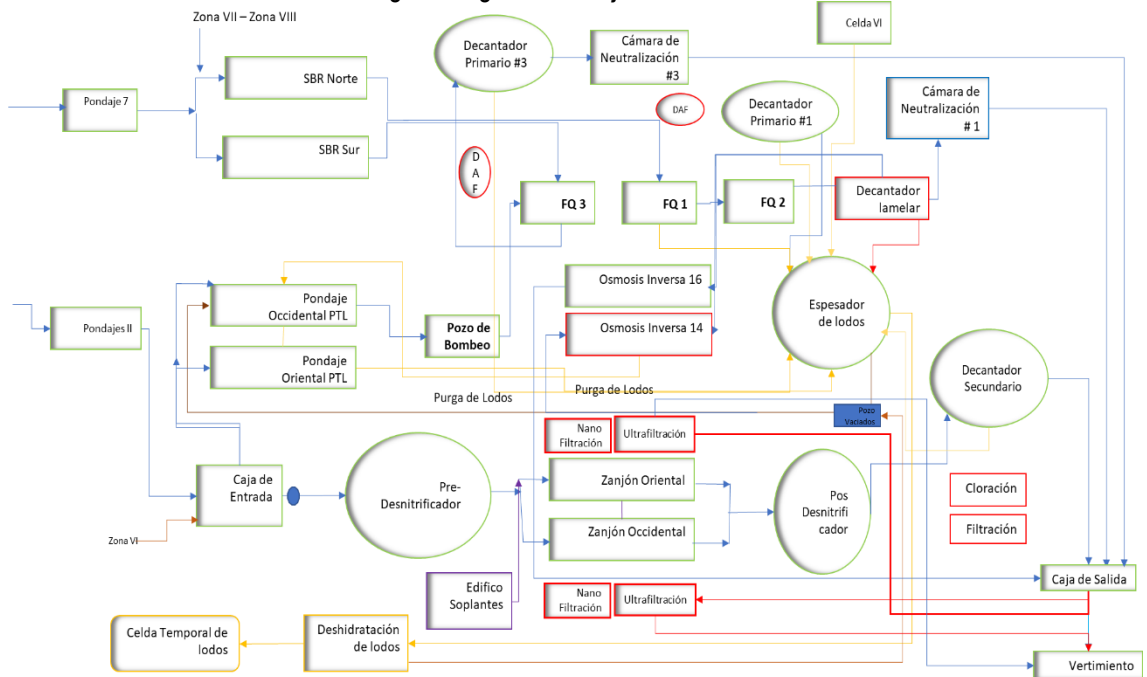 Zona VII – Zona VIII
Pondaje 7
SBR Norte
SBR Sur
Decantador
Primario #3
Cámara de
Neutralización
#3
Celda VI
DAF
Decantador
Primario #1
Cámara de
Neutralización
# 1
D
A
F
FQ 3
FQ 1
FQ 2
Decantador
lamelar
Pondajes II
Pondaje
Occidental PTL
Pondaje
Oriental PTL
Pozo de
Bombeo
Osmosis Inversa 16
Osmosis Inversa 14
Espesador
de lodos
Decantador
Secundario
Purga de Lodos
Purga de Lodos
Pozo
Vaciados
Nano
Filtración
Ultrafiltración
Caja de
Entrada
Pre-
Desnitrificador
Zanjón Oriental
Zanjón Occidental
Pos
Desnitrifi
cador
Cloración
Filtración
Zona VI
Edifico
Soplantes
Nano
Filtración
Ultrafiltración
Caja de Salida
Celda Temporal de
lodos
Deshidratación
de lodos
Vertimiento